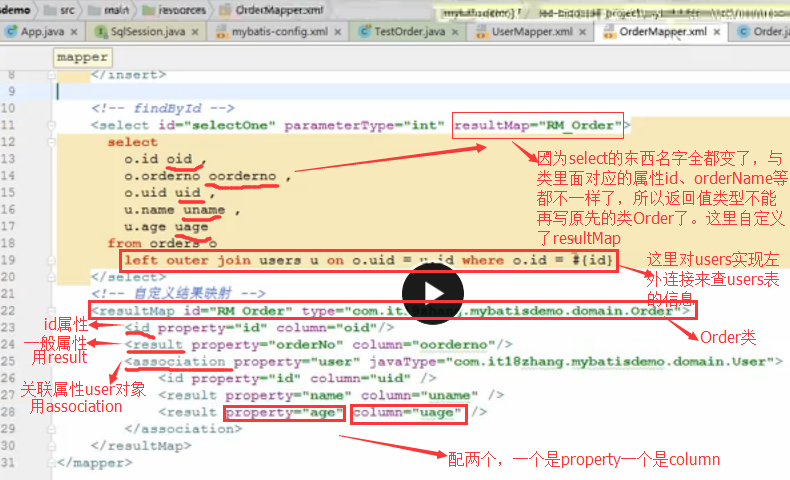 isdemo src main resources OrderMapper.xml
App.java SqlSession.java mybatis-config.xml TestOrder.java UserMapper.xml OrderMapper.xml Order.j
mapper
8 </insert>
9
10 <!-- findById -->
11 <select id="selectOne" parameterType="int" resultMap="RM_Order">
12 select
13 o.id oid ,
14 o.orderno oorderno ,
15 o.uid uid ,
16 u.name uname ,
17 u.age uage
18 from orders o
19 left outer join users u on o.uid = u.id where o.id = #{id}
20 </select>
21 <!-- 自定义结果映射 -->
22 <resultMap id="RM_Order" type="com.it18zhang.mybatisdemo.domain.Order">
23 <id property="id" column="oid"/>
24 <result property="orderNo" column="oorderno"/>
25 <association property="user" javaType="com.it18zhang.mybatisdemo.domain.User">
26 <id property="id" column="uid" />
27 <result property="name" column="uname" />
28 <result property="age" column="uage" />
29 </association>
30 </resultMap>
31 </mapper>
因为select的东西名字全都变了，与
类里面对应的属性id、orderName等
都不一样了，所以返回值类型不能
再写原先的类Order了。这里自定义
了resultMap
这里对users实现左
外连接来查users表
的信息
Order类
id属性
一般属性
用result
关联属性user对象
用association
配两个，一个是property一个是column